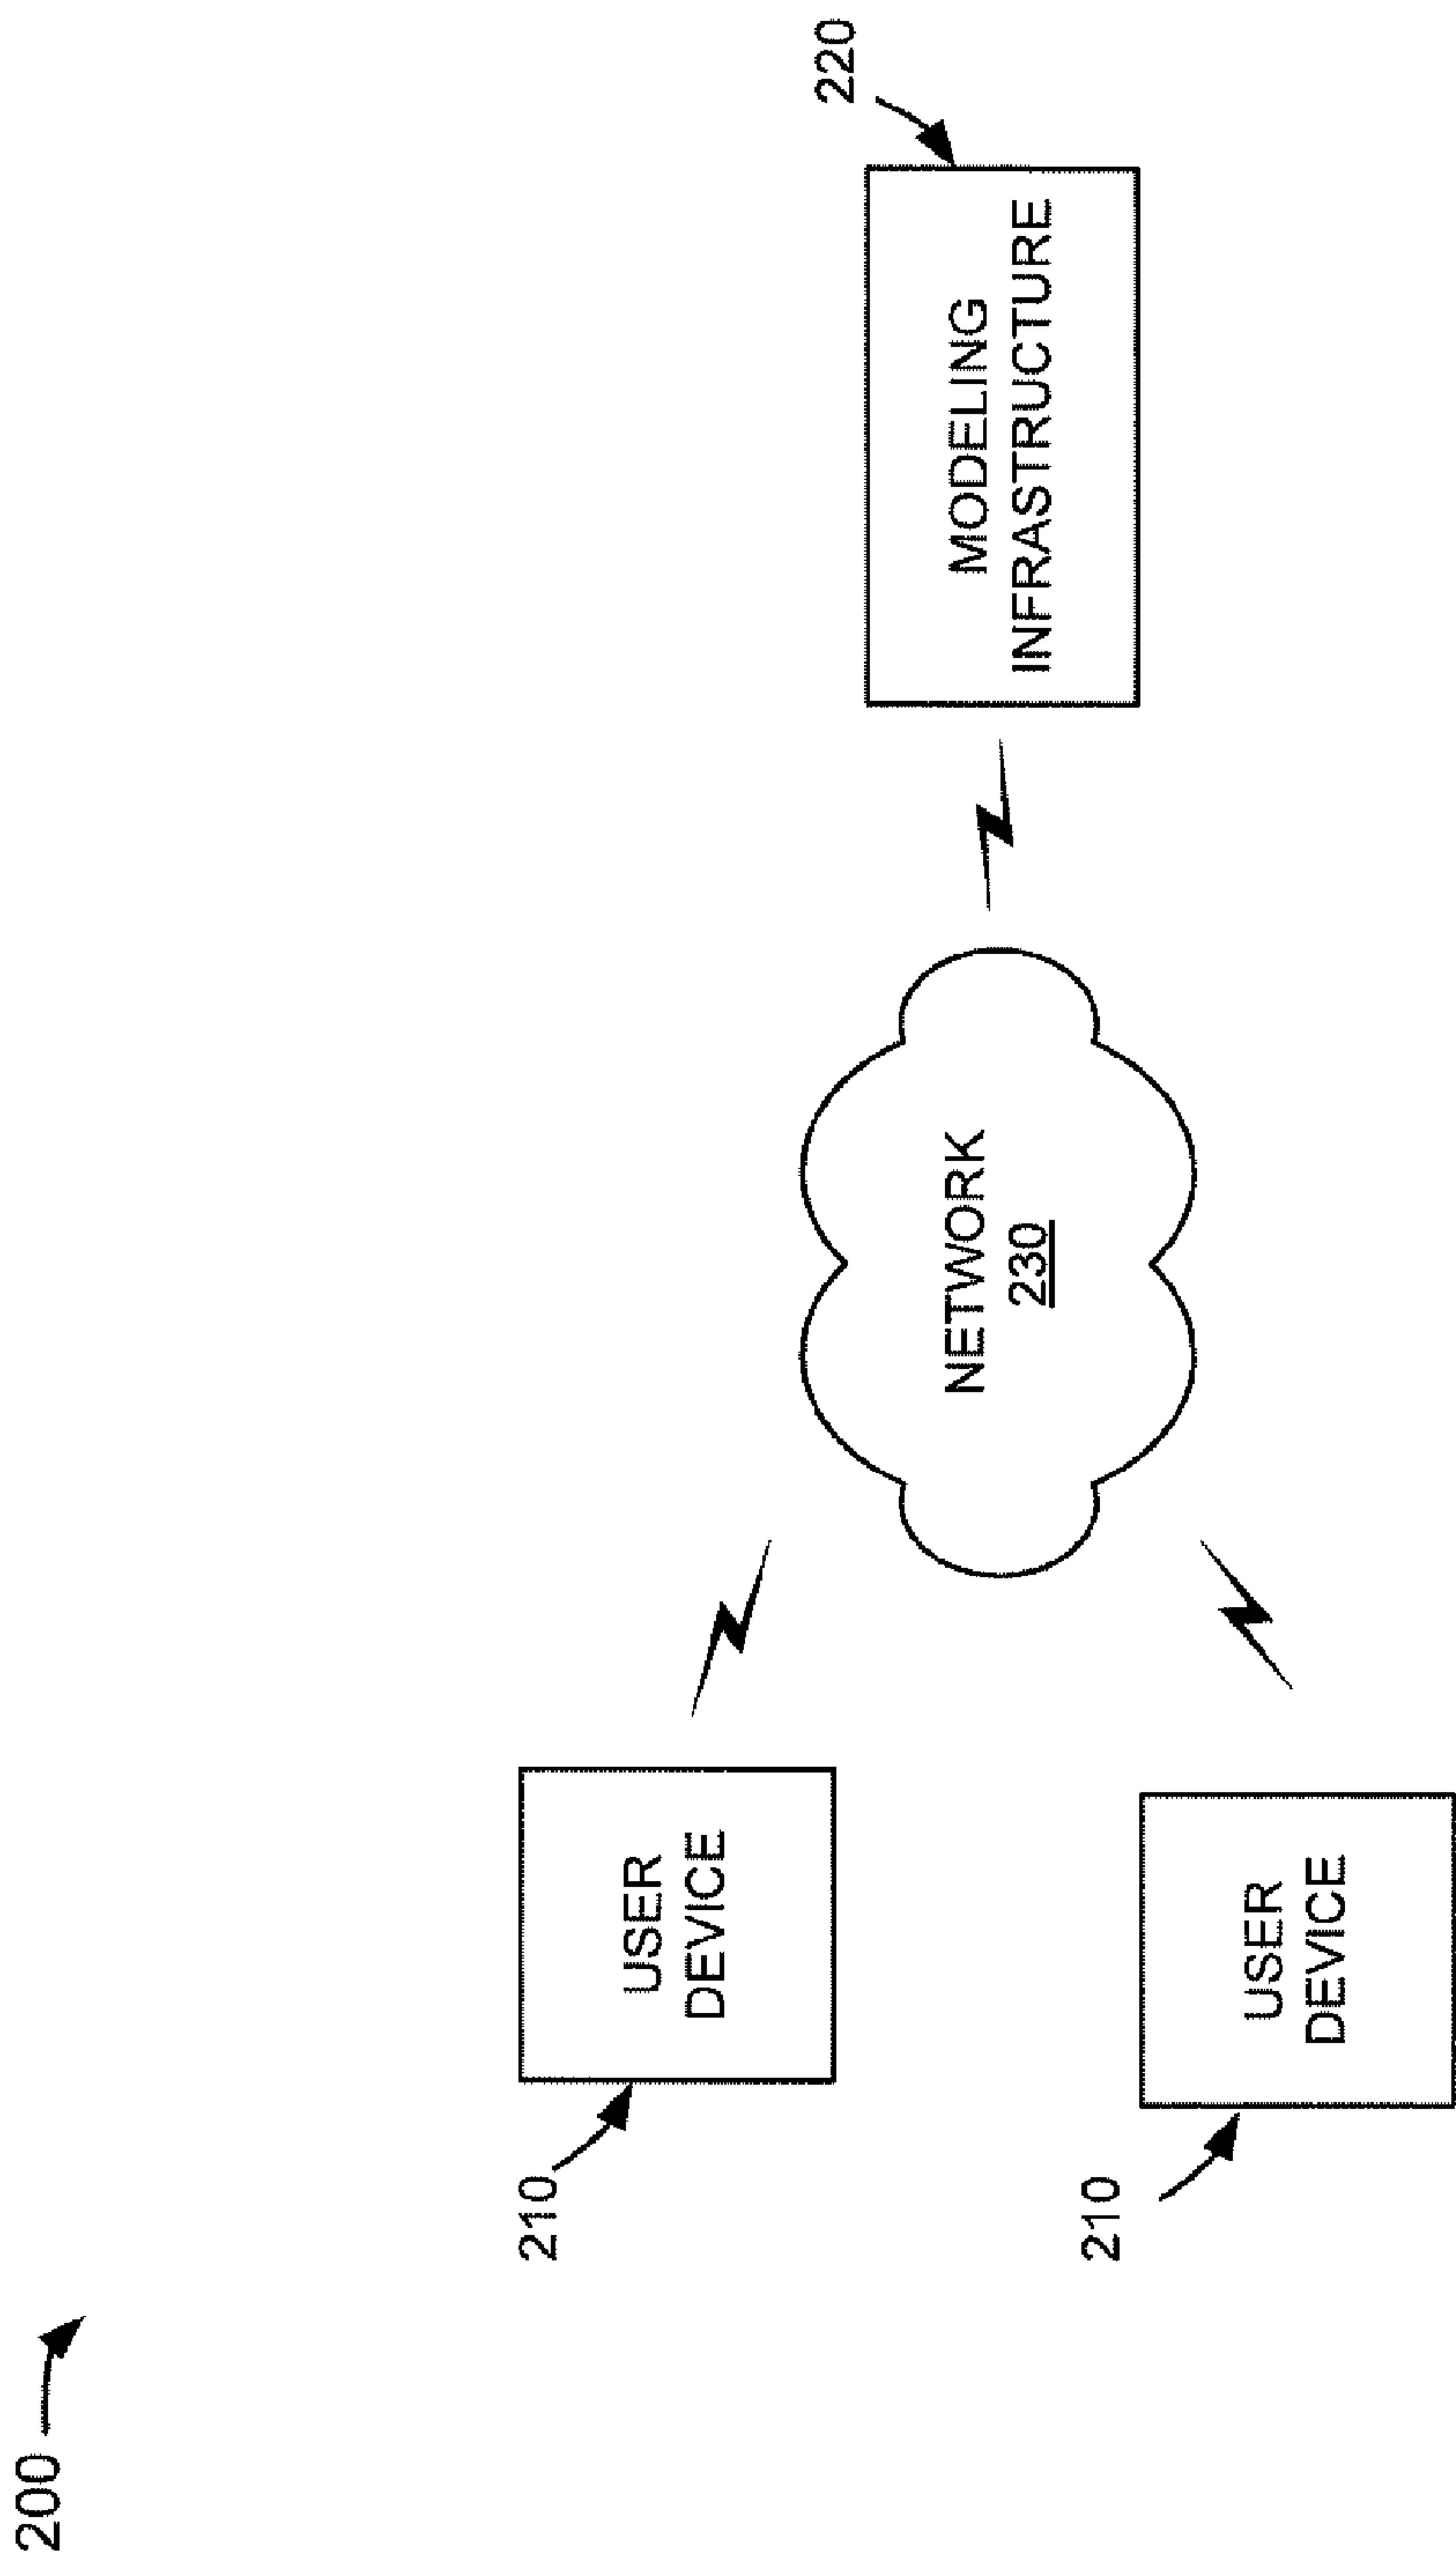 200
210
USER
DEVICE
NETWORK
230
MODELING
INFRASTRUCTURE
220
210
USER
DEVICE